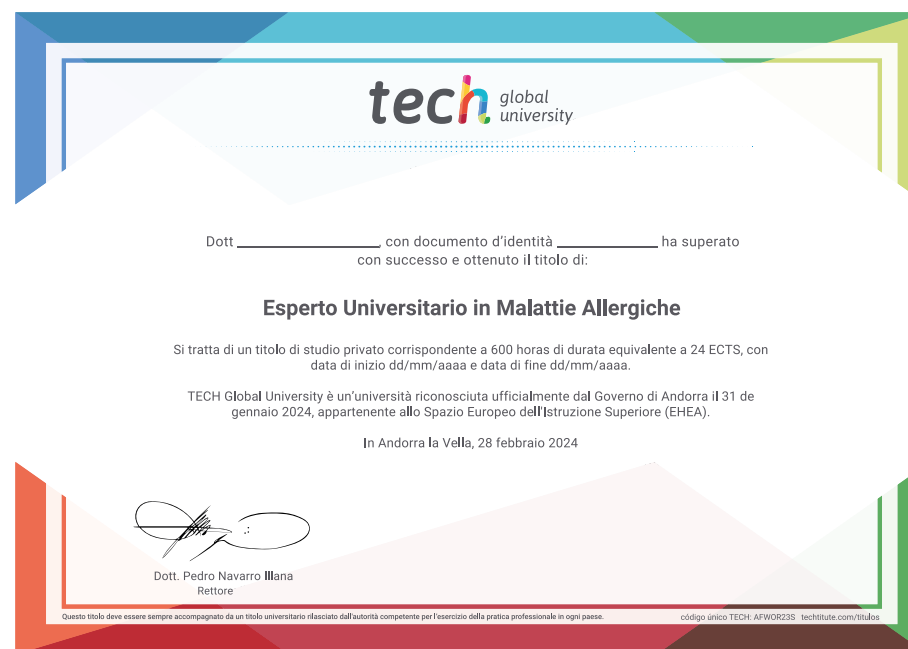 tech global university
Dott ____________, con documento d'identità ____________ ha superato
con successo e ottenuto il titolo di:
Esperto Universitario in Malattie Allergiche
Si tratta di un titolo di studio privato corrispondente a 600 horas di durata equivalente a 24 ECTS, con
data di inizio dd/mm/aaaa e data di fine dd/mm/aaaa.
TECH Global University è un'università riconosciuta ufficialmente dal Governo di Andorra il 31 de
gennaio 2024, appartenente allo Spazio Europeo dell'Istruzione Superiore (EHEA).
In Andorra la Vella, 28 febbraio 2024
Dott. Pedro Navarro Illana
Rettore
Questo titolo deve essere sempre accompagnato da un titolo universitario rilasciato dall'autorità competente per l'esercizio della pratica professionale in ogni paese.
código único TECH: AFWOR23S techtitute.com/titulos